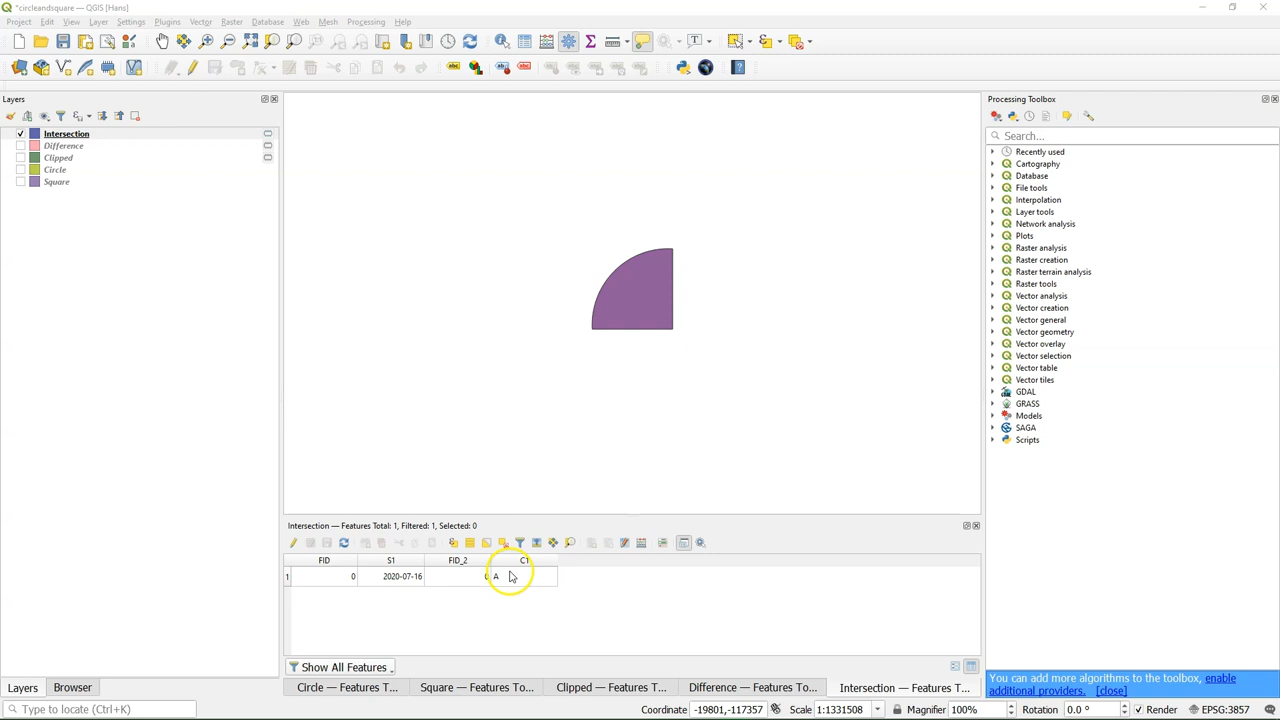 *circleandsquare — QGIS [Hans]
Project Edit View Layer Settings Plugins Vector Raster Database Web Mesh Processing Help
Layers
Processing Toolbox
Search...
Intersection
Difference
Clipped
Circle
Square
Recently used
Cartography
Database
File tools
Interpolation
Layer tools
Network analysis
Plots
Raster analysis
Raster creation
Raster terrain analysis
Raster tools
Vector analysis
Vector creation
Vector general
Vector geometry
Vector overlay
Vector selection
Vector table
Vector tiles
GDAL
GRASS
Models
SAGA
Scripts
Intersection — Features Total: 1, Filtered: 1, Selected: 0
FID S1 FID_2 C1
1 0 2020-07-16 0 A
Show All Features
You can add more algorithms to the toolbox, enable additional providers. [close]
Layers Browser
Circle — Features T... Square — Features To... Clipped — Features T... Difference — Features To... Intersection — Features T...
Type to locate (Ctrl+K)
Coordinate -19801,-117357 Scale 1:1331508 Magnifier 100% Rotation 0.0 ° Render EPSG:3857